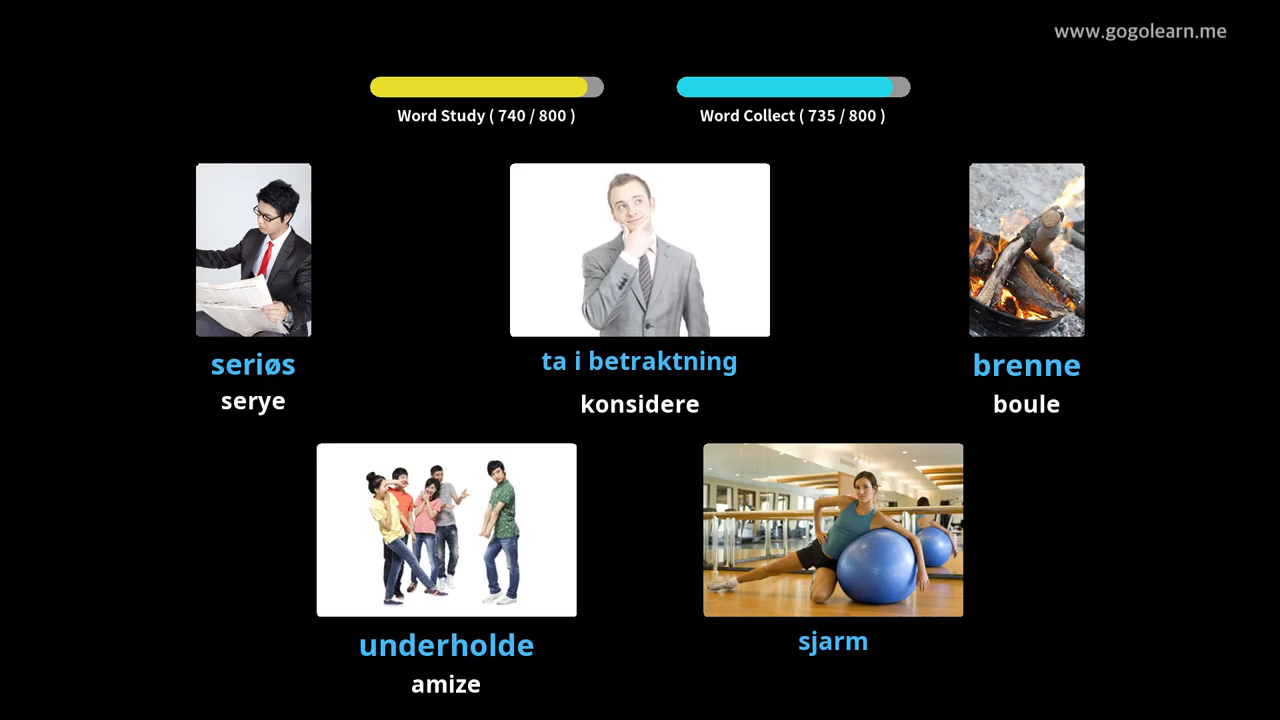 www.gogolearn.me
Word Study ( 740 / 800 )
Word Collect ( 735 / 800 )
seriøs
serye
ta i betraktning
konsidere
brenne
boule
underholde
amize
sjarm